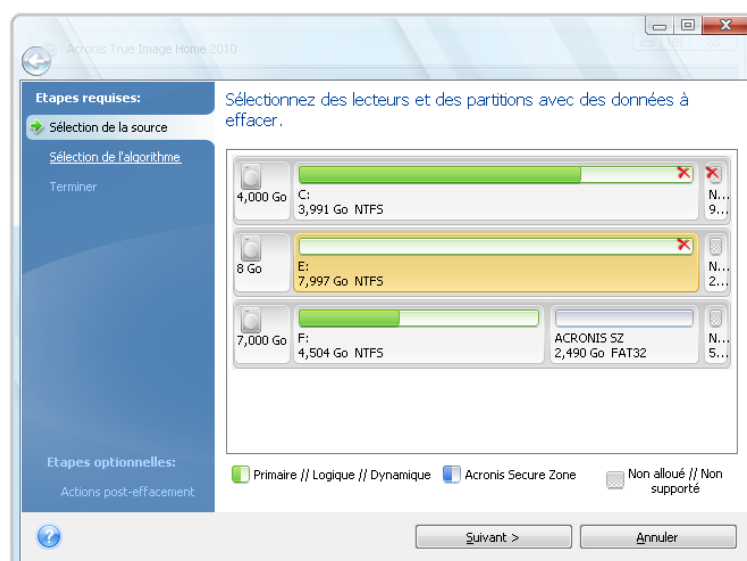 Acronis True Image Home 2010
Etapes requises:
Sélection de la source
Sélection de l'algorithme
Terminer
Etapes optionnelles:
Actions post-effacement
Sélectionnez des lecteurs et des partitions avec des données à
effacer.
4,000 Go
C:
3,991 Go NTFS
N...
9...
8 Go
E:
7,997 Go NTFS
N...
2...
7,000 Go
F:
4,504 Go NTFS
ACRONIS SZ
2,490 Go FAT32
N...
5...
Primaire // Logique // Dynamique
Acronis Secure Zone
Non alloué // Non
supporté
Suivant >
Annuler